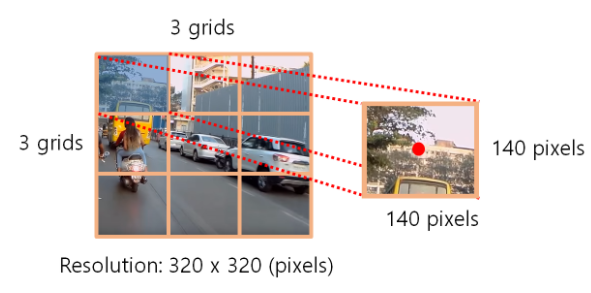 3 grids
3 grids
140 pixels
140 pixels
Resolution: 320 x 320 (pixels)